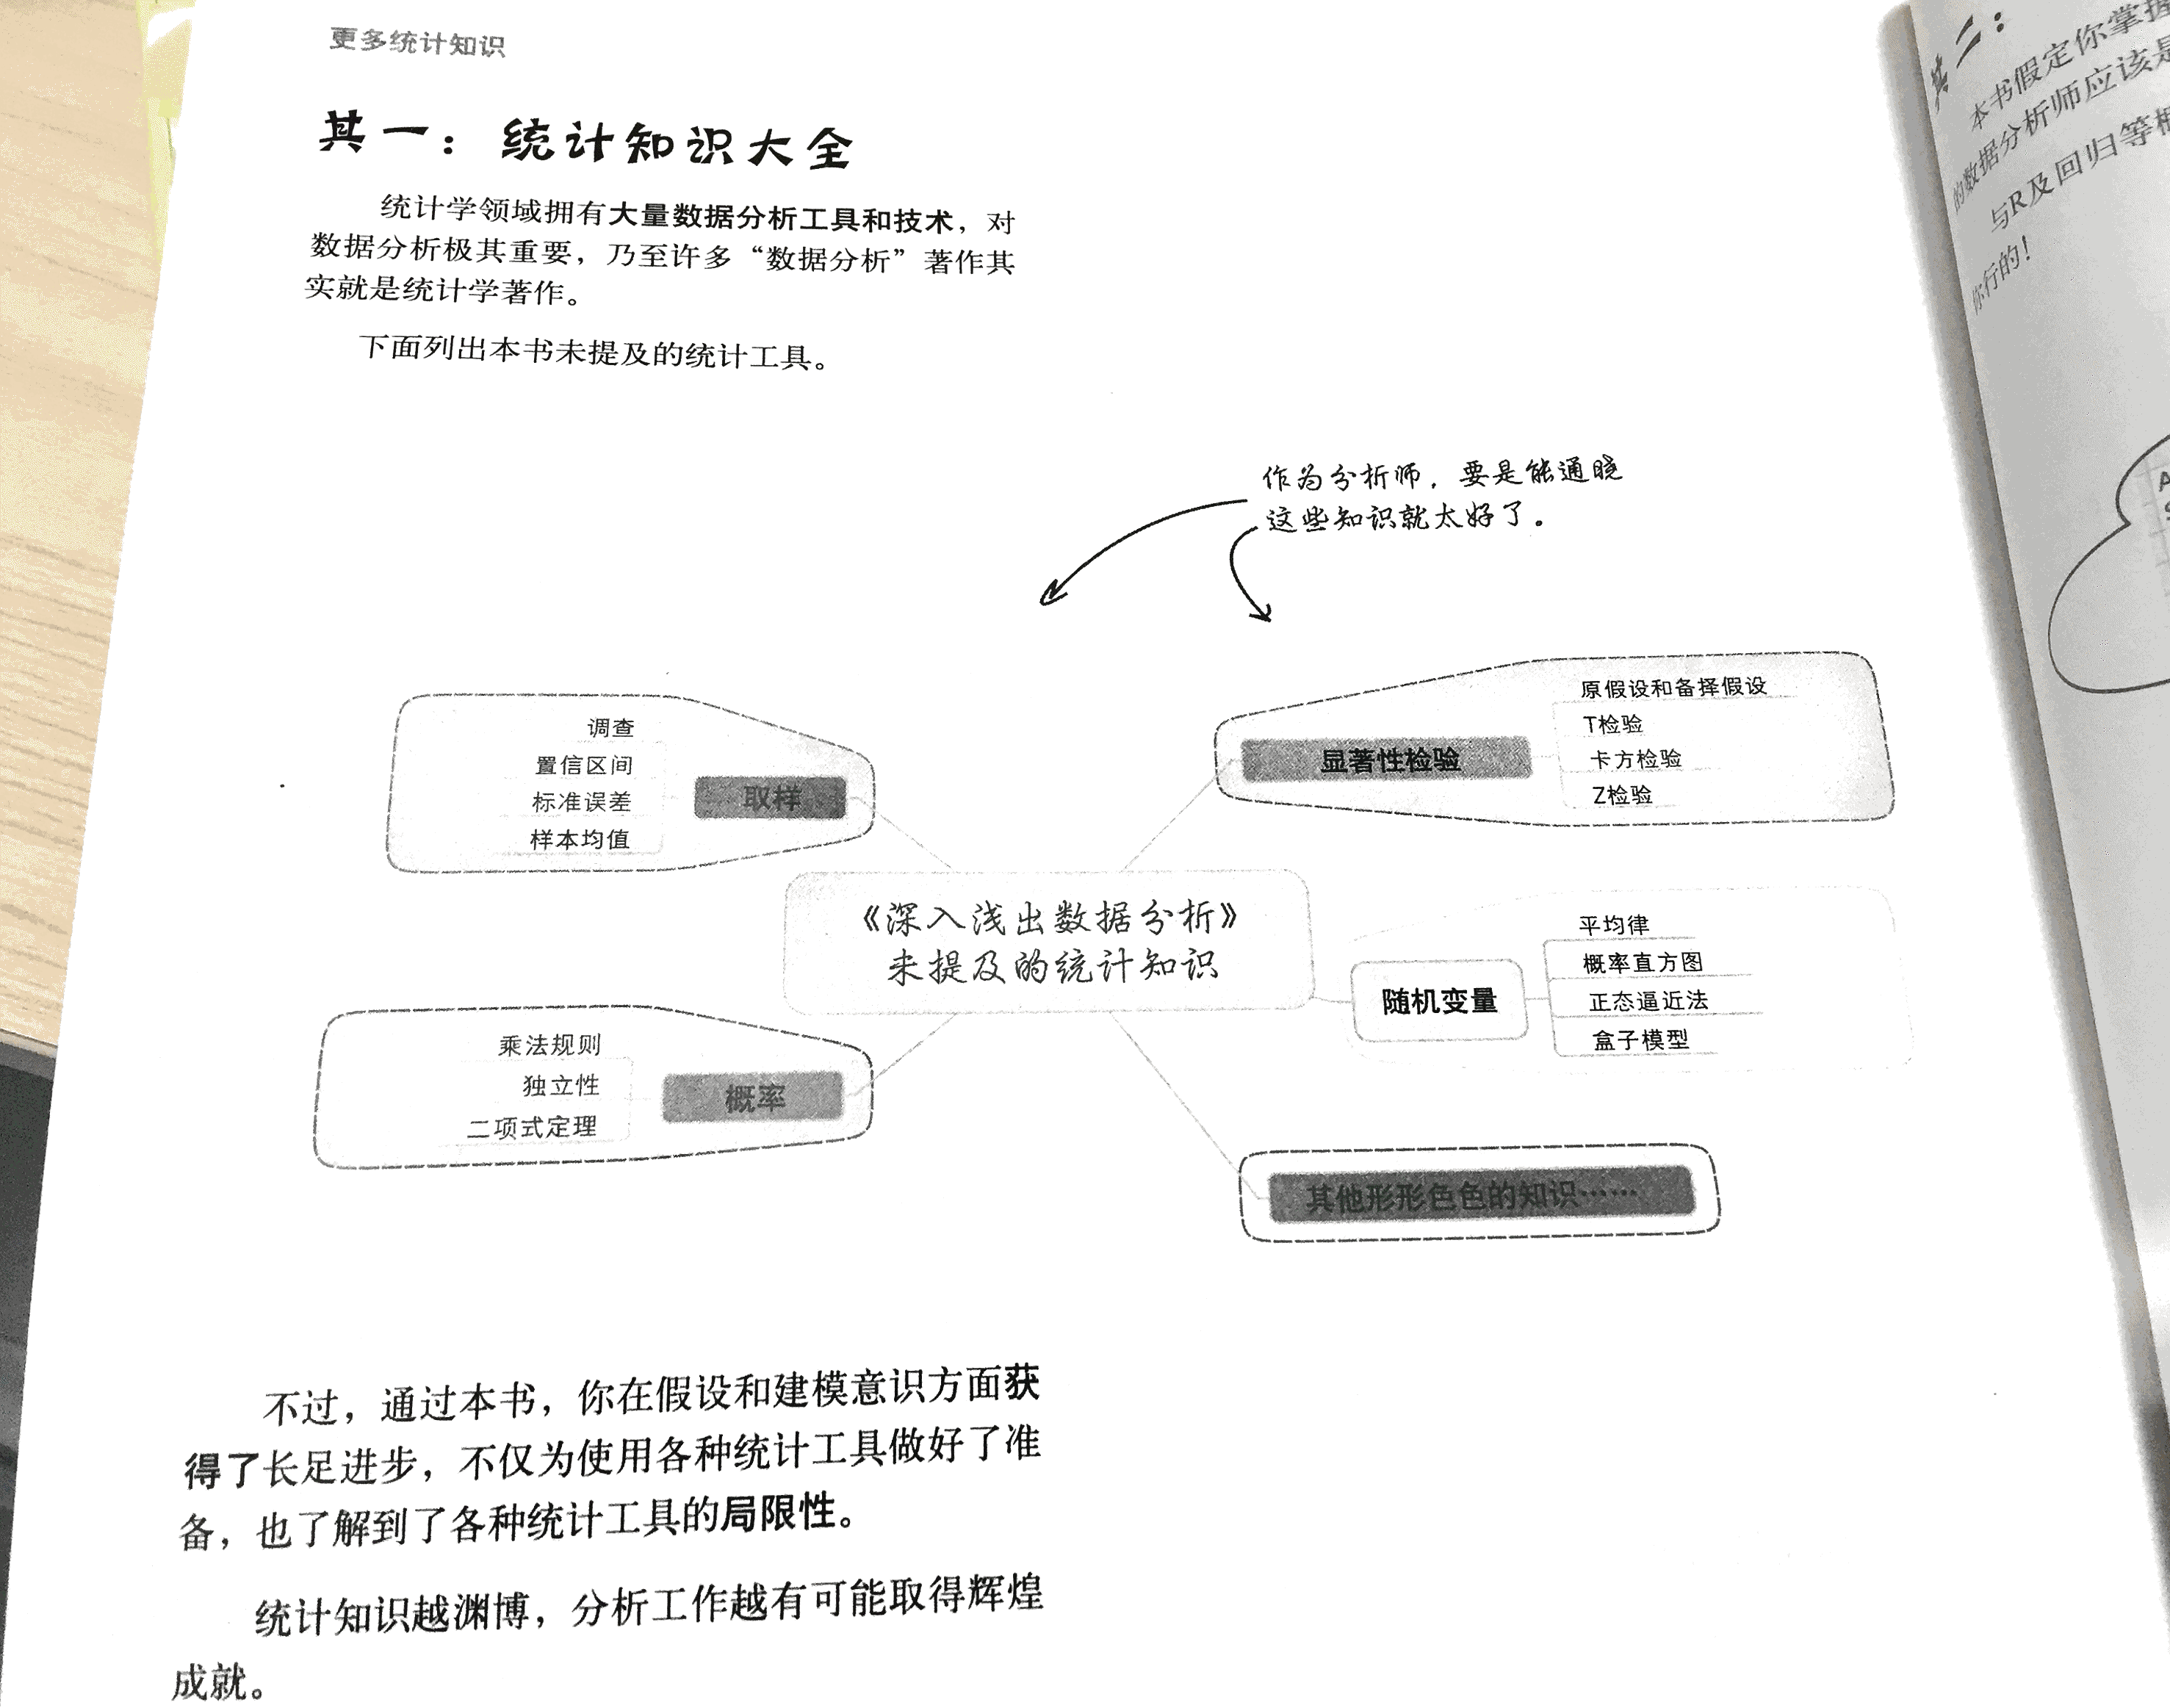 更多统计知识
其一：统计知识大全
统计学领域拥有大量数据分析工具和技术，对
数据分析极其重要，乃至许多“数据分析”著作其
实就是统计学著作。
下面列出本书未提及的统计工具。
作为分析师，要是能通晓
这些知识就太好了。
调查
置信区间
标准误差
样本均值
取样
显著性检验
原假设和备择假设
T检验
卡方检验
Z检验
《深入浅出数据分析》
未提及的统计知识
随机变量
平均律
概率直方图
正态逼近法
盒子模型
乘法规则
独立性
二项式定理
概率
其他形形色色的知识……
不过，通过本书，你在假设和建模意识方面获
得了长足进步，不仅为使用各种统计工具做好了准
备，也了解到了各种统计工具的局限性。
统计知识越渊博，分析工作越有可能取得辉煌
成就。
其二：
本书假定你掌握
的数据分析师应该是
与R及回归等
你行的！